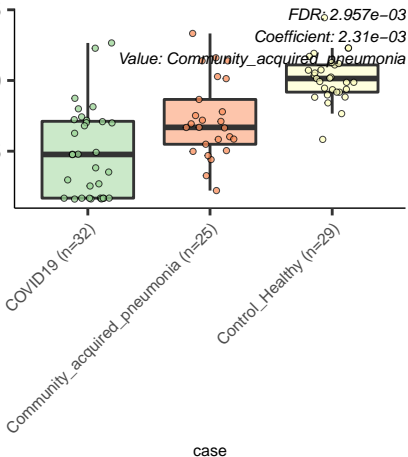 FDR: 2.957e−03
Coefficient: 2.31e−03
Value: Community_acquired_pneumonia
COVID19 (n=32)
Community_acquired_pneumonia (n=25)
Control_Healthy (n=29)
case